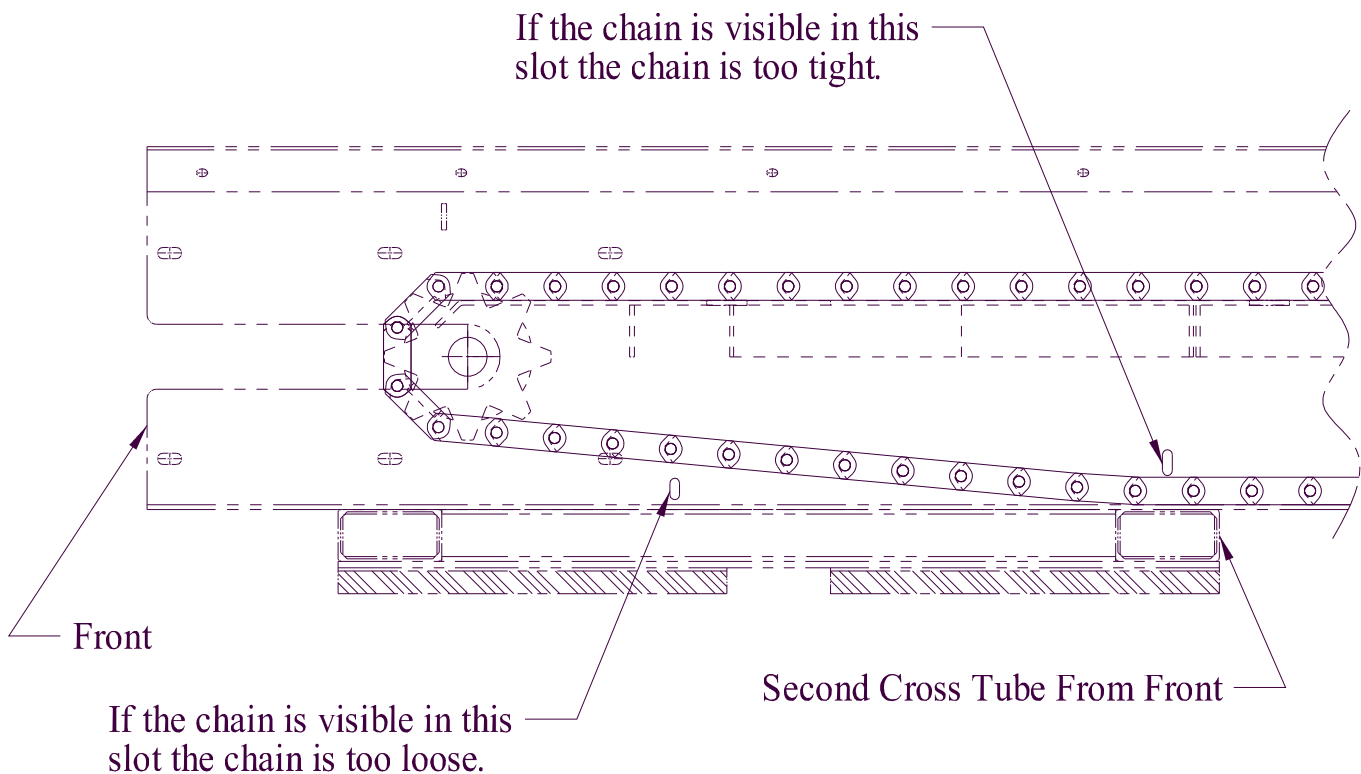 If the chain is visible in this
slot the chain is too tight.
Front
Second Cross Tube From Front
If the chain is visible in this
slot the chain is too loose.